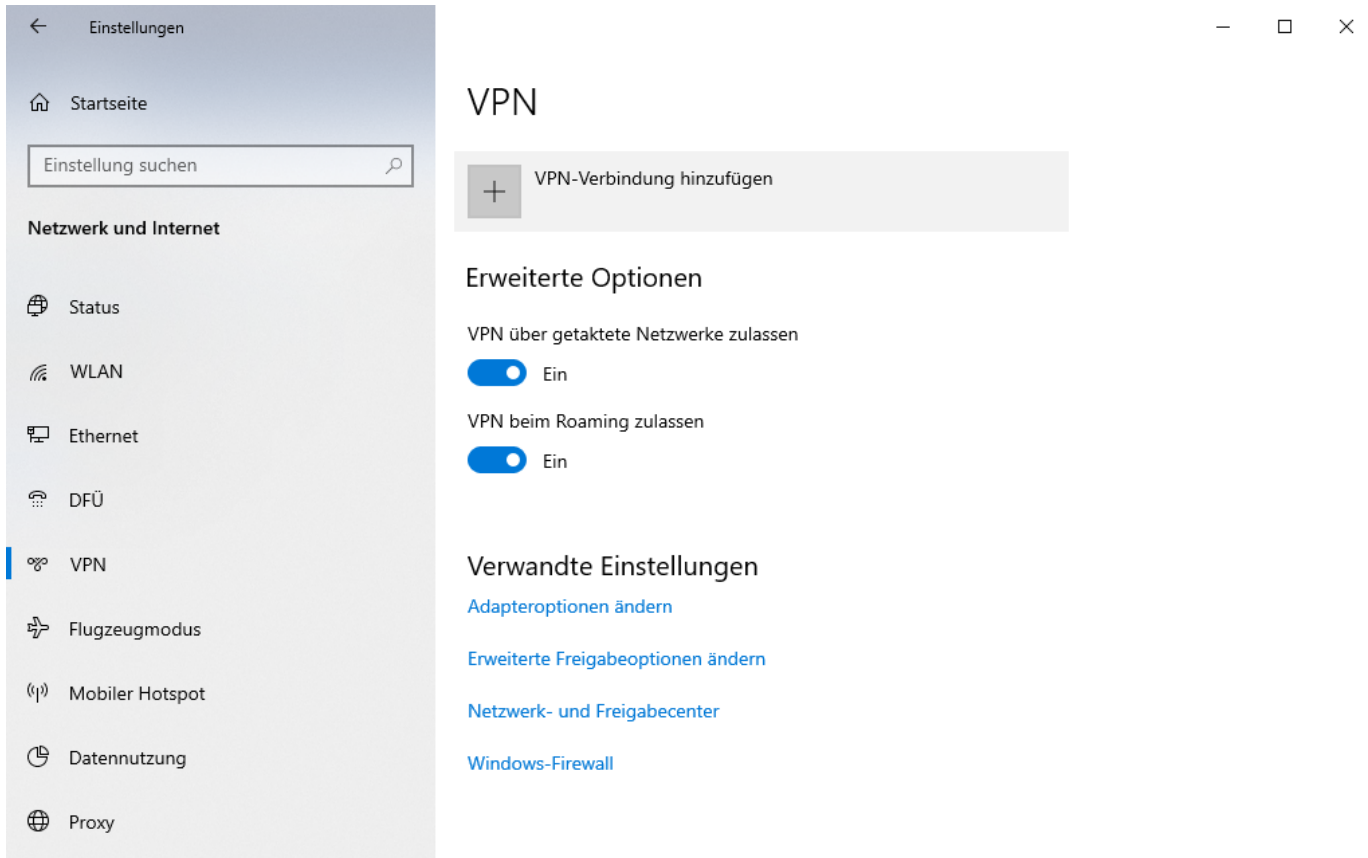 Einstellungen
Startseite
Einstellung suchen
Netzwerk und Internet
Status
WLAN
Ethernet
DFÜ
VPN
Flugzeugmodus
Mobiler Hotspot
Datennutzung
Proxy
VPN
VPN-Verbindung hinzufügen
Erweiterte Optionen
VPN über getaktete Netzwerke zulassen
Ein
VPN beim Roaming zulassen
Ein
Verwandte Einstellungen
Adapteroptionen ändern
Erweiterte Freigabeoptionen ändern
Netzwerk- und Freigabecenter
Windows-Firewall